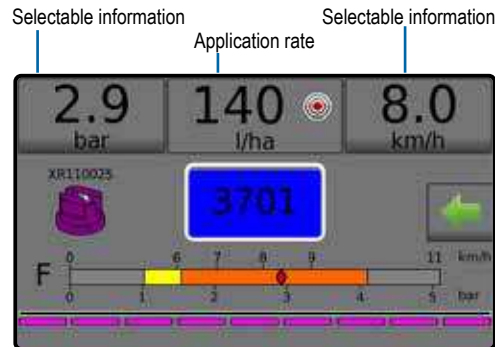 Selectable information Selectable information
Application rate
2.9 140 8.0
bar l/ha km/h
XR110025
3701
0 6 7 8 9 11 km/h
F
0 1 2 3 4 5 bar